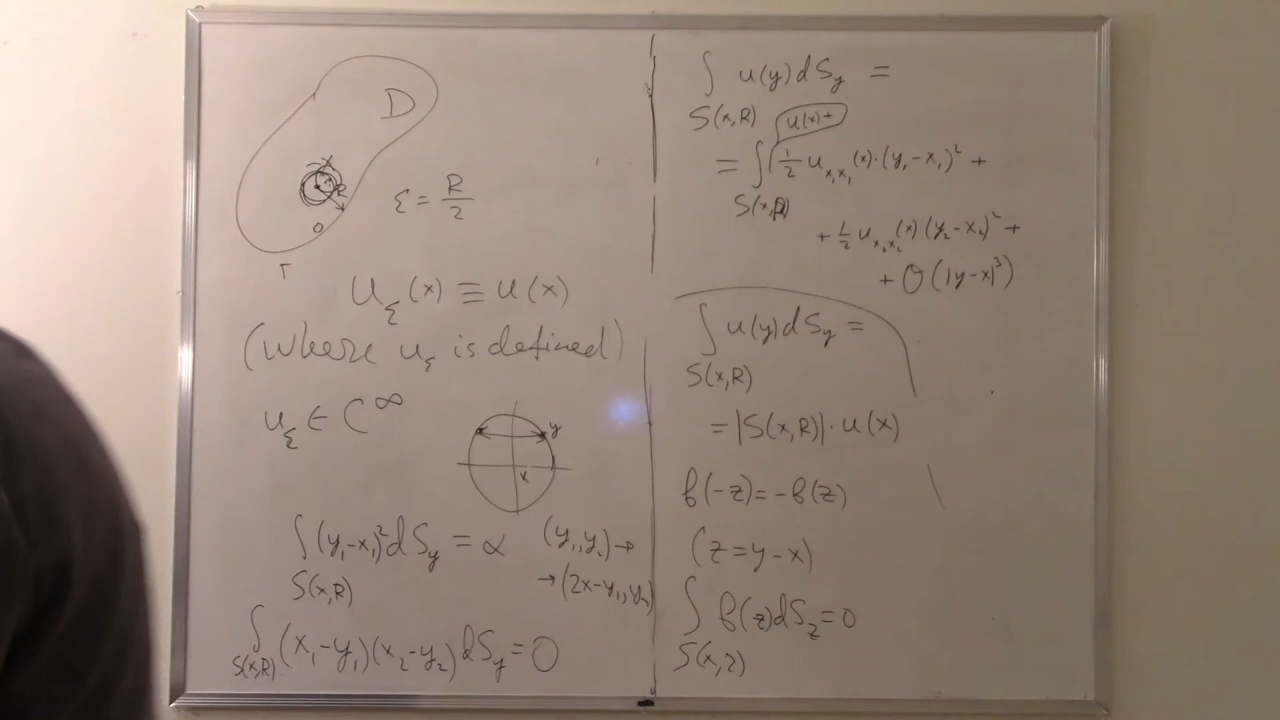 D
x
R
ε = R/2
Γ
u_ε(x) ≡ u(x)
(where u_ε is defined)
u_ε ∈ C^∞
y
x
∫_{S(x,R)} (y₁-x₁)² dS_y = α
(y₁,y₂) →
→ (2x-y₁,y₂)
∫_{S(x,R)} (x₁-y₁)(x₂-y₂) dS_y = 0
∫_{S(x,R)} u(y) dS_y =
u(x)+
= ∫_{S(x,R)} ( ½ u_{x₁x₁}(x)·(y₁-x₁)² +
+ ½ u_{x₂x₂}(x) (y₂-x₂)² +
+ O(|y-x|³)
∫_{S(x,R)} u(y) dS_y =
= |S(x,R)|·u(x)
f(-z) = -f(z)
(z = y-x)
∫_{S(x,r)} f(z) dS_z = 0